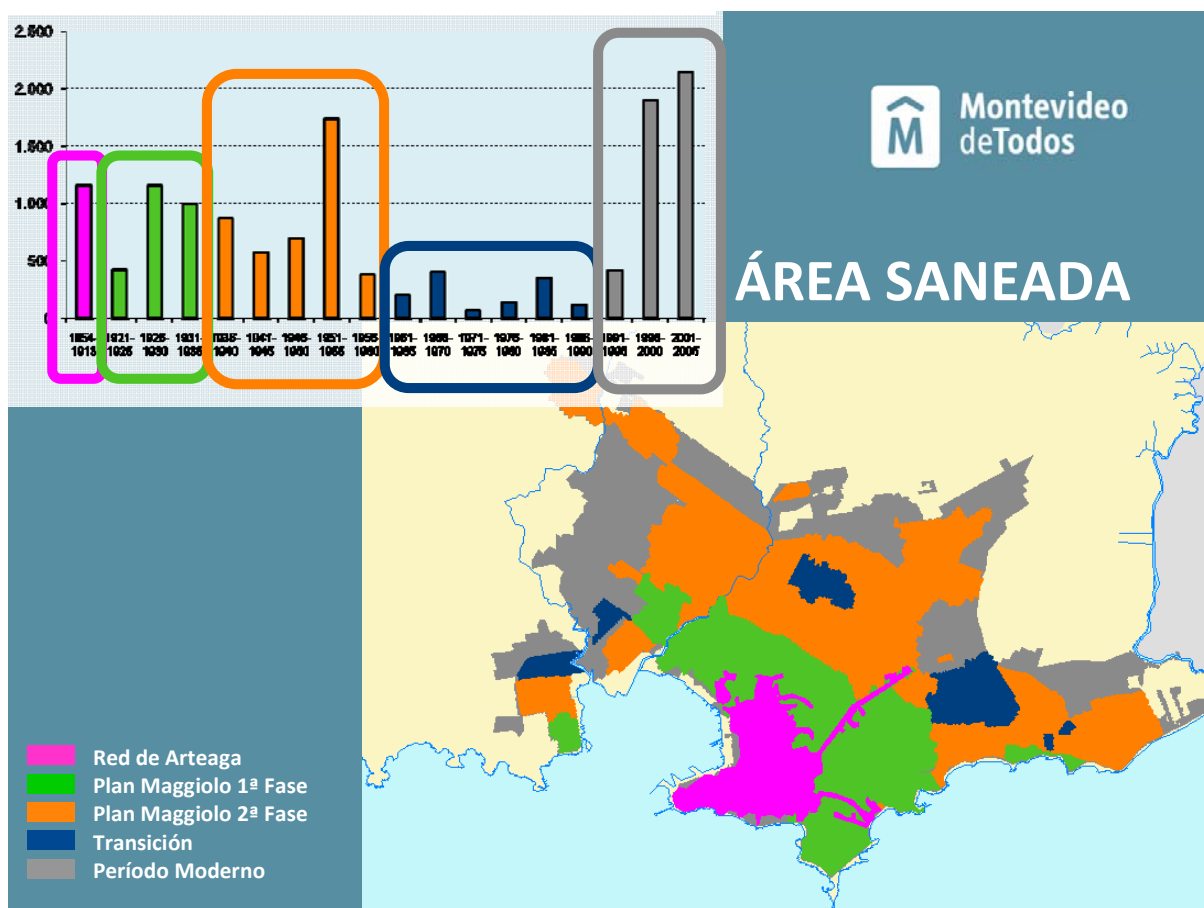 2.500
2.000
1.500
1.000
500
0
1854- 1921- 1926- 1931- 1936- 1941- 1946- 1951- 1956- 1961- 1966- 1971- 1976- 1981- 1986- 1991- 1996- 2001-
1913 1925 1930 1935 1940 1945 1950 1955 1960 1965 1970 1975 1980 1985 1990 1995 2000 2005
Montevideo
deTodos
ÁREA SANEADA
Red de Arteaga
Plan Maggiolo 1ª Fase
Plan Maggiolo 2ª Fase
Transición
Período Moderno